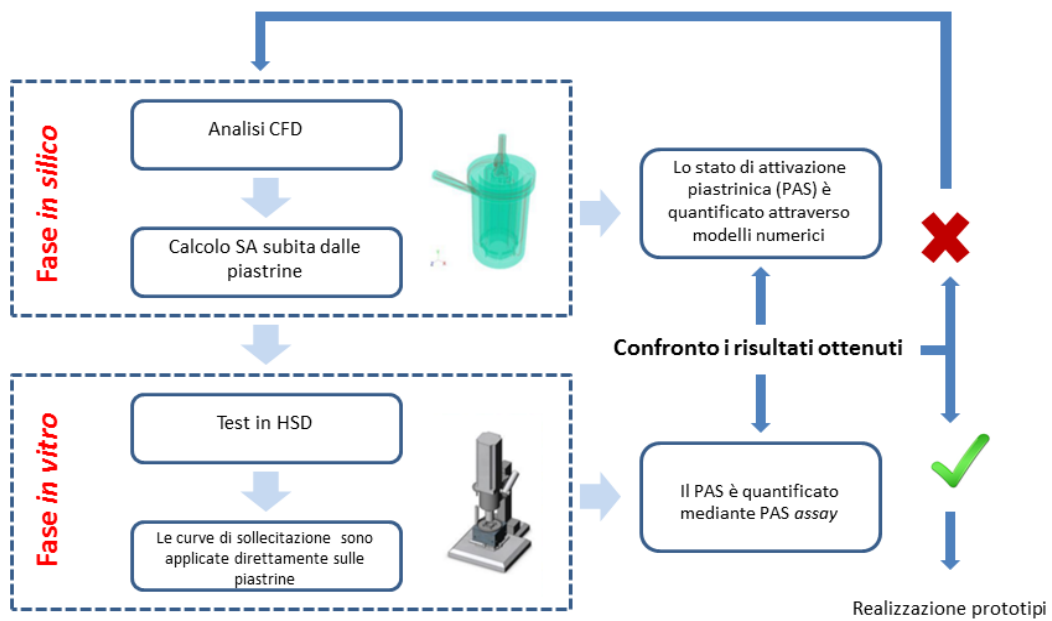 Fase in silico
Analisi CFD
Calcolo SA subita dalle
piastrine
Lo stato di attivazione
piastrinica (PAS) è
quantificato attraverso
modelli numerici
Confronto i risultati ottenuti
Fase in vitro
Test in HSD
Le curve di sollecitazione sono
applicate direttamente sulle
piastrine
Il PAS è quantificato
mediante PAS assay
Realizzazione prototipi